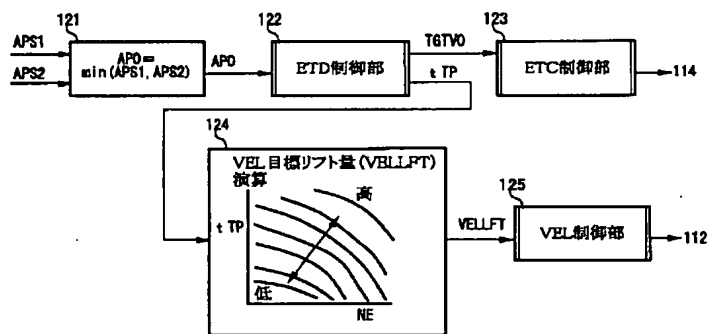 121
APS1
APS2
APO=
min(APS1, APS2)
APO
122
ETD制御部
TGTVO
t TP
123
ETC制御部
114
124
VEL目標リフト量(VELLFT)
演算
t TP
高
低
NE
VELLFT
125
VEL制御部
112